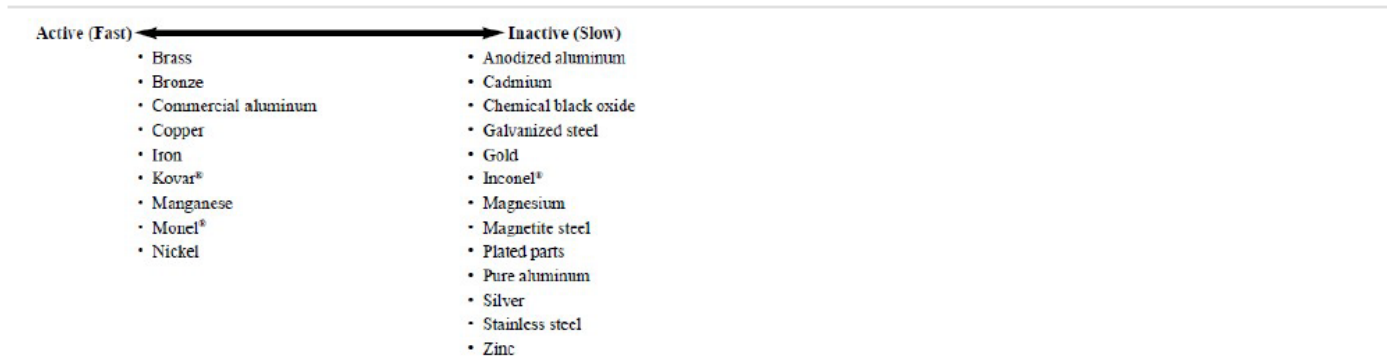 Active (Fast) Inactive (Slow)
• Brass • Anodized aluminum
• Bronze • Cadmium
• Commercial aluminum • Chemical black oxide
• Copper • Galvanized steel
• Iron • Gold
• Kovar® • Inconel®
• Manganese • Magnesium
• Monel® • Magnetite steel
• Nickel • Plated parts
• Pure aluminum
• Silver
• Stainless steel
• Zinc